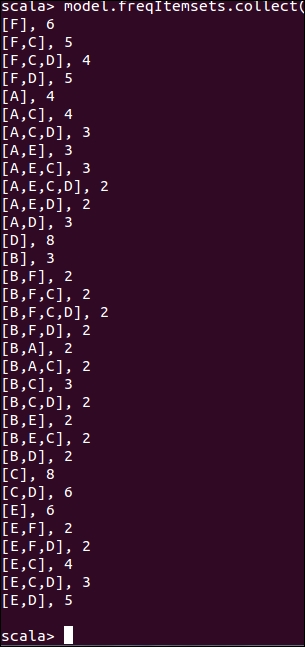 scala> model.freqItemsets.collect(
[F], 6
[F,C], 5
[F,C,D], 4
[F,D], 5
[A], 4
[A,C], 4
[A,C,D], 3
[A,E], 3
[A,E,C], 3
[A,E,C,D], 2
[A,E,D], 2
[A,D], 3
[D], 8
[B], 3
[B,F], 2
[B,F,C], 2
[B,F,C,D], 2
[B,F,D], 2
[B,A], 2
[B,A,C], 2
[B,C], 3
[B,C,D], 2
[B,E], 2
[B,E,C], 2
[B,D], 2
[C], 8
[C,D], 6
[E], 6
[E,F], 2
[E,F,D], 2
[E,C], 4
[E,C,D], 3
[E,D], 5
scala>